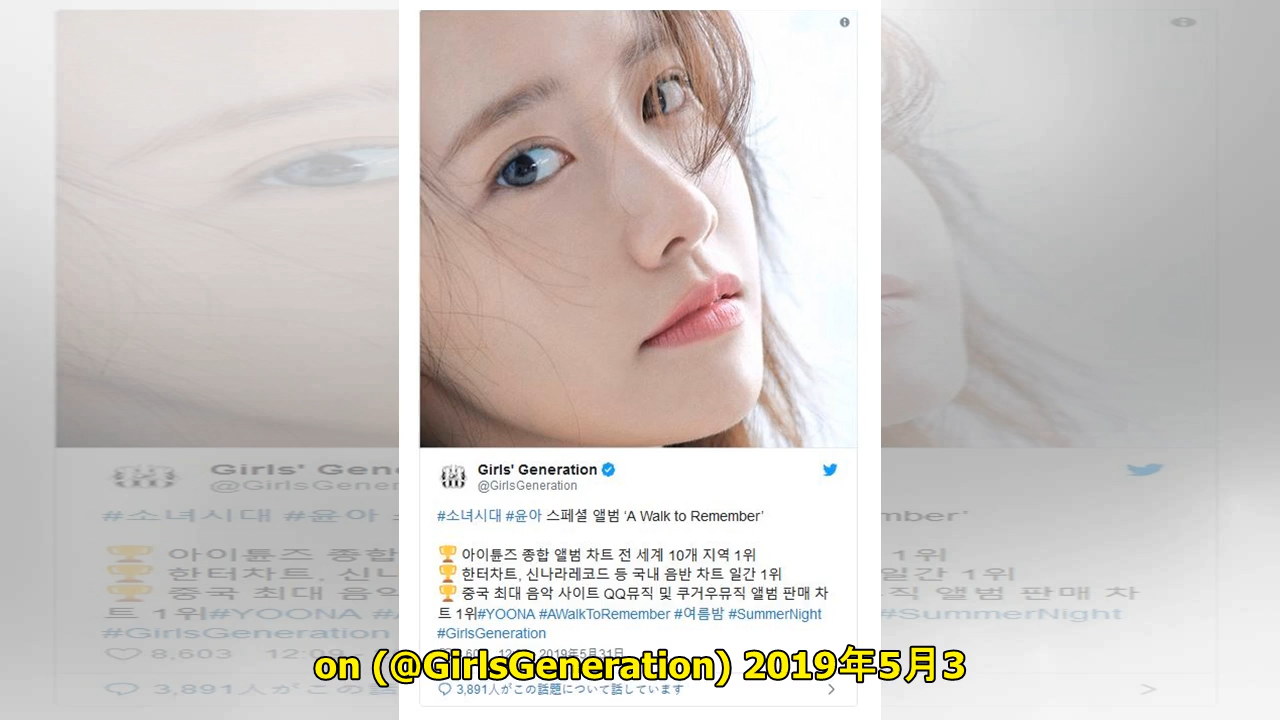 Girls' Generation
@GirlsGeneration
#소녀시대 #윤아 스페셜 앨범 ‘A Walk to Remember’
🏆 아이튠즈 종합 앨범 차트 전 세계 10개 지역 1위
🏆 한터차트, 신나라레코드 등 국내 음반 차트 일간 1위
🏆 중국 최대 음악 사이트 QQ뮤직 및 쿠거우뮤직 앨범 판매 차
트 1위#YOONA #AWalkToRemember #여름밤 #SummerNight
#GirlsGeneration
2019年5月31日
on (@GirlsGeneration) 2019年5月3
3,891人がこの話題について話しています